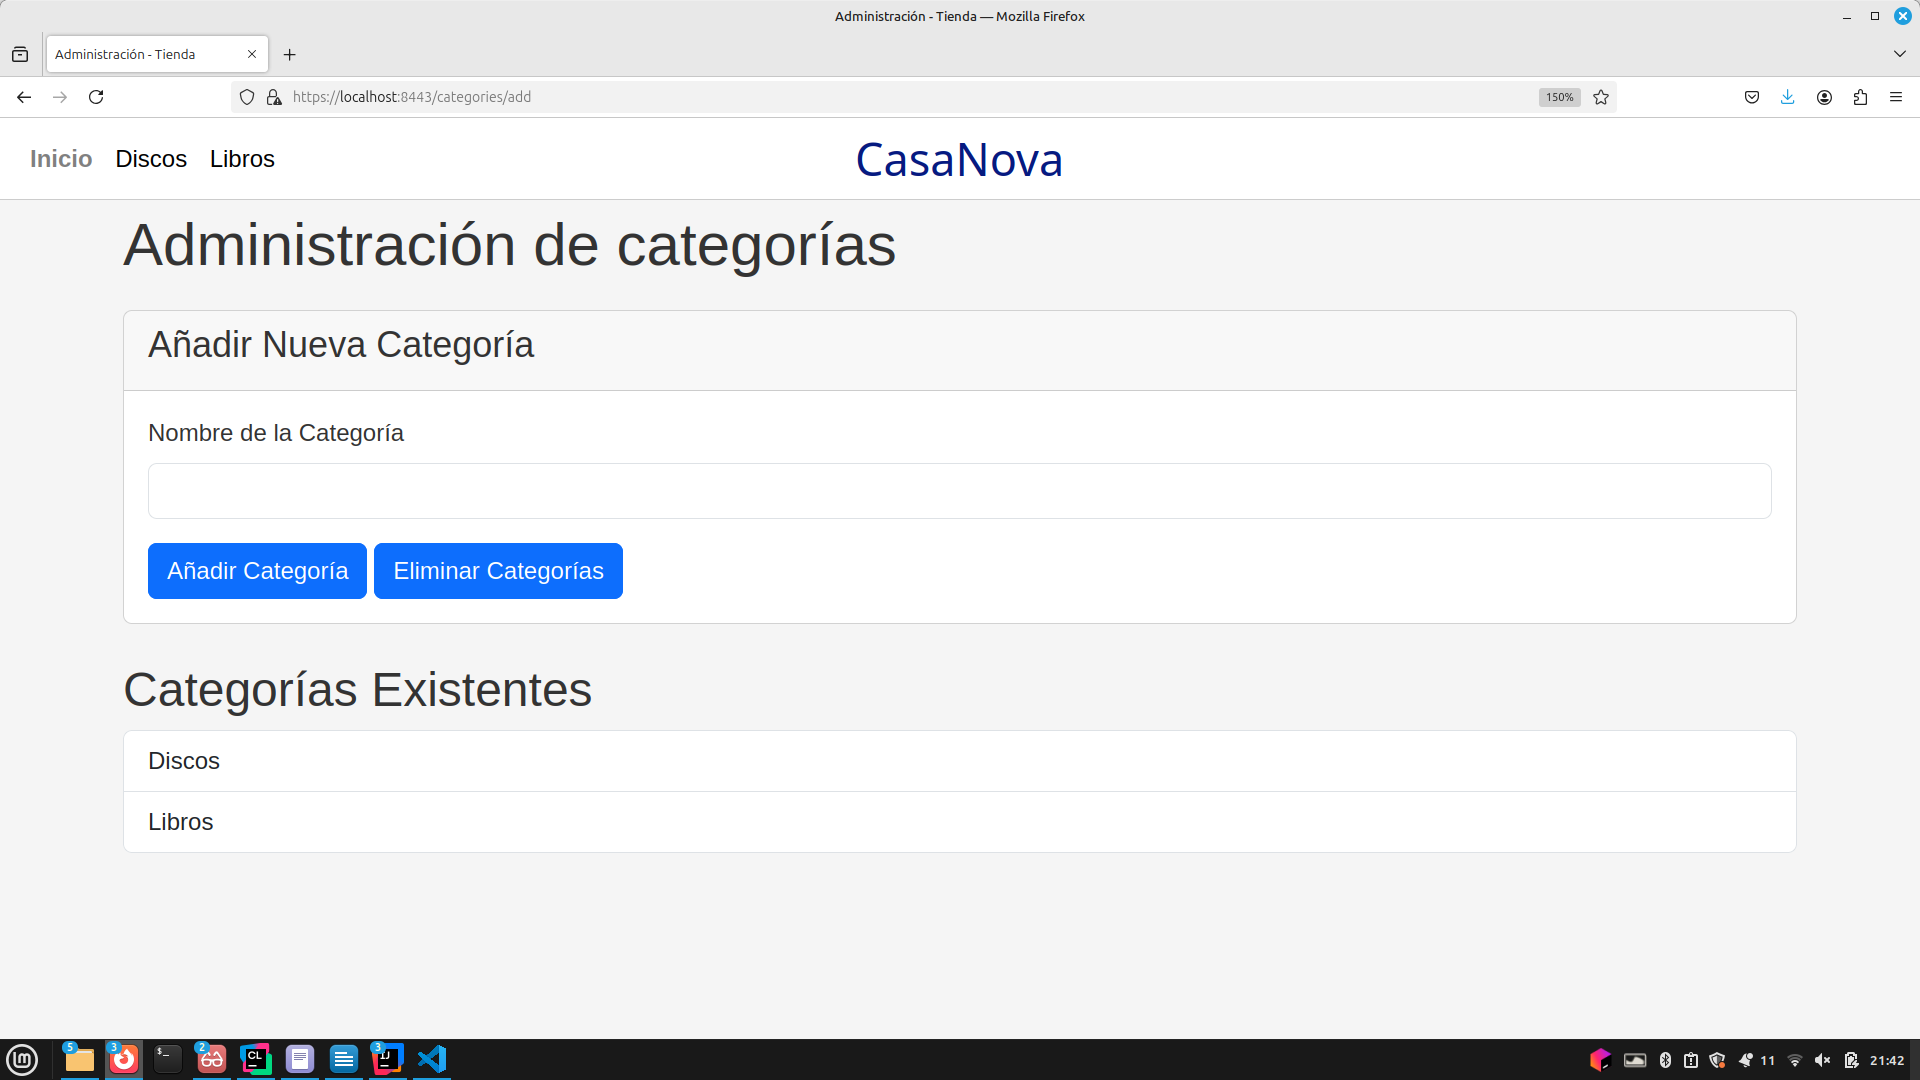 Administración - Tienda — Mozilla Firefox
Administración - Tienda
https://localhost:8443/categories/add
150%
Inicio Discos Libros
CasaNova
Administración de categorías
Añadir Nueva Categoría
Nombre de la Categoría
Añadir Categoría Eliminar Categorías
Categorías Existentes
Discos
Libros
5 3 $_ 2 CL 3 IJ
11 21:42